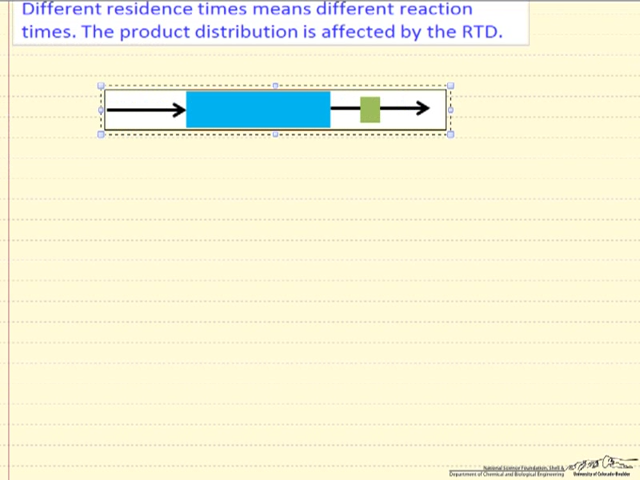 Different residence times means different reaction
times. The product distribution is affected by the RTD.
National Science Foundation, Shell &
Department of Chemical and Biological Engineering
University of Colorado Boulder